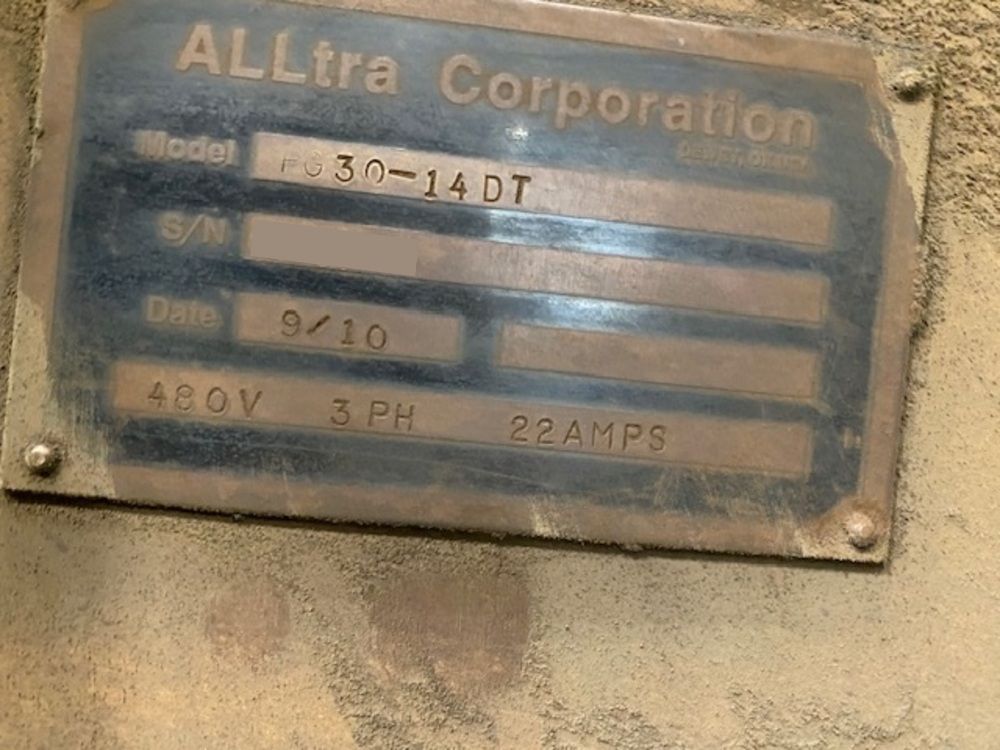 ALLtra Corporation
Model 30-14DT
S/N
Date 9/10
480V 3PH 22AMPS